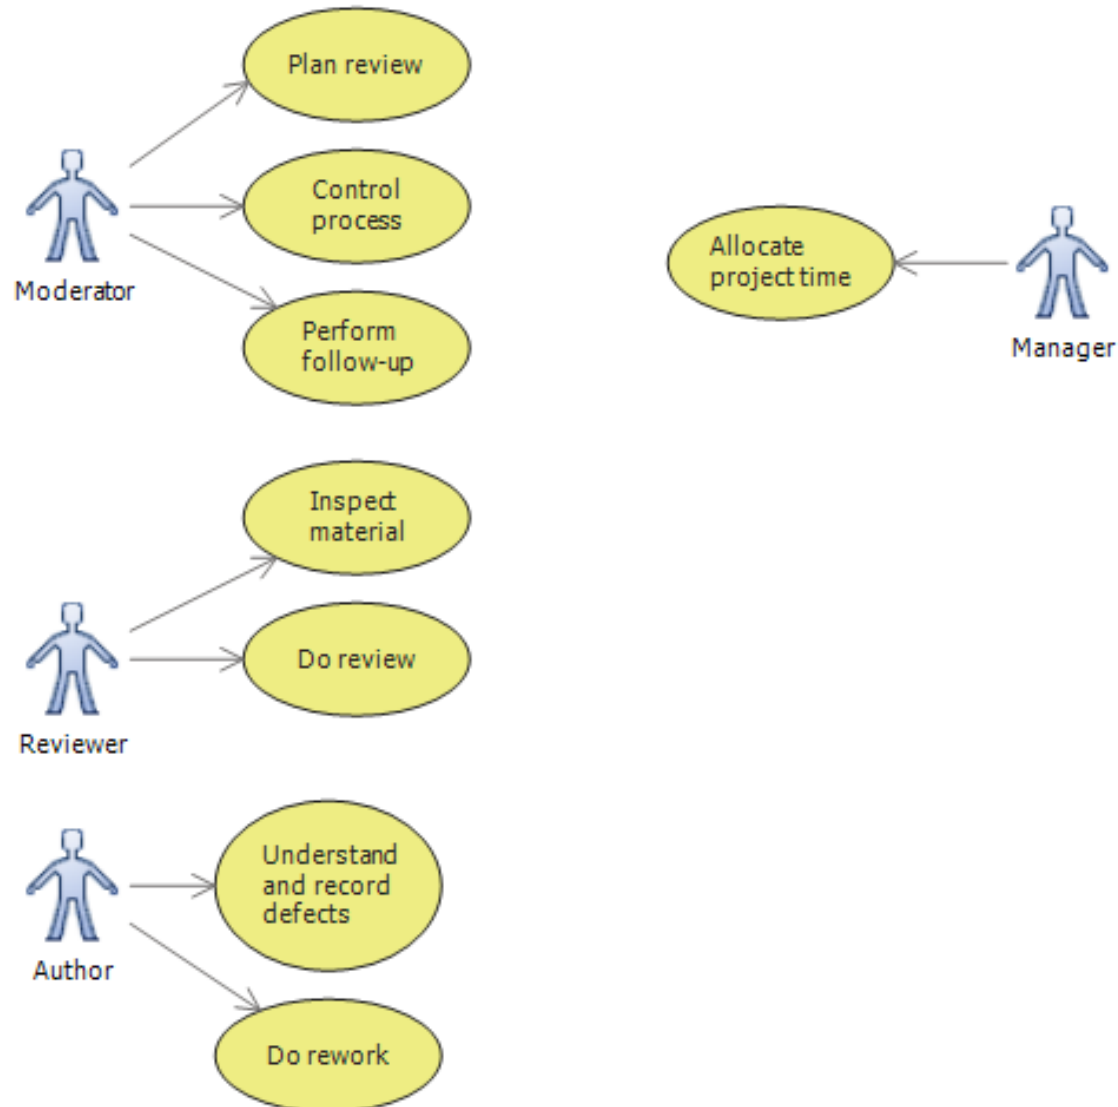 Plan review
Control
process
Moderator
Perform
follow-up
Allocate
project time
Manager
Inspect
material
Do review
Reviewer
Understand
and record
defects
Author
Do rework